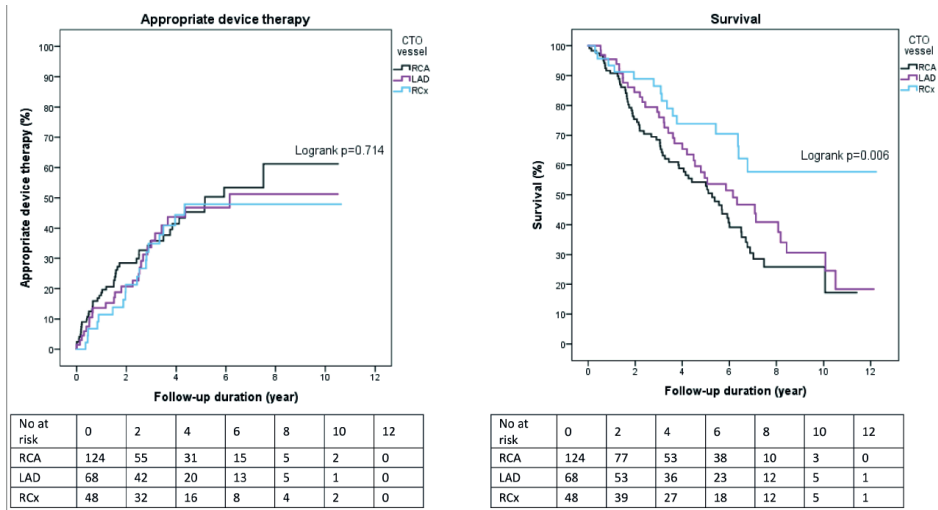 Appropriate device therapy
CTO
vessel
RCA
LAD
RCx
100
90
80
70
60
50
40
30
20
10
0
Appropriate device therapy (%)
Logrank p=0.714
0 2 4 6 8 10 12
Follow-up duration (year)
No at risk 0 2 4 6 8 10 12
RCA 124 55 31 15 5 2 0
LAD 68 42 20 13 5 1 0
RCx 48 32 16 8 4 2 0
Survival
CTO
vessel
RCA
LAD
RCx
100
90
80
70
60
50
40
30
20
10
0
Survival (%)
Logrank p=0.006
0 2 4 6 8 10 12
Follow-up duration (year)
No at risk 0 2 4 6 8 10 12
RCA 124 77 53 38 10 3 0
LAD 68 53 36 23 12 5 1
RCx 48 39 27 18 12 5 1